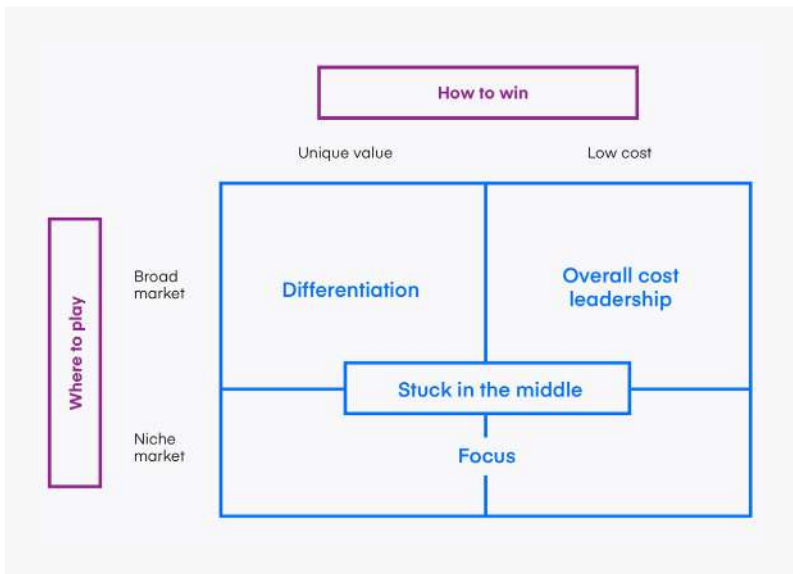 How to win
Unique value
Low cost
Where to play
Broad
market
Differentiation
Overall cost
leadership
Stuck in the middle
Niche
market
Focus